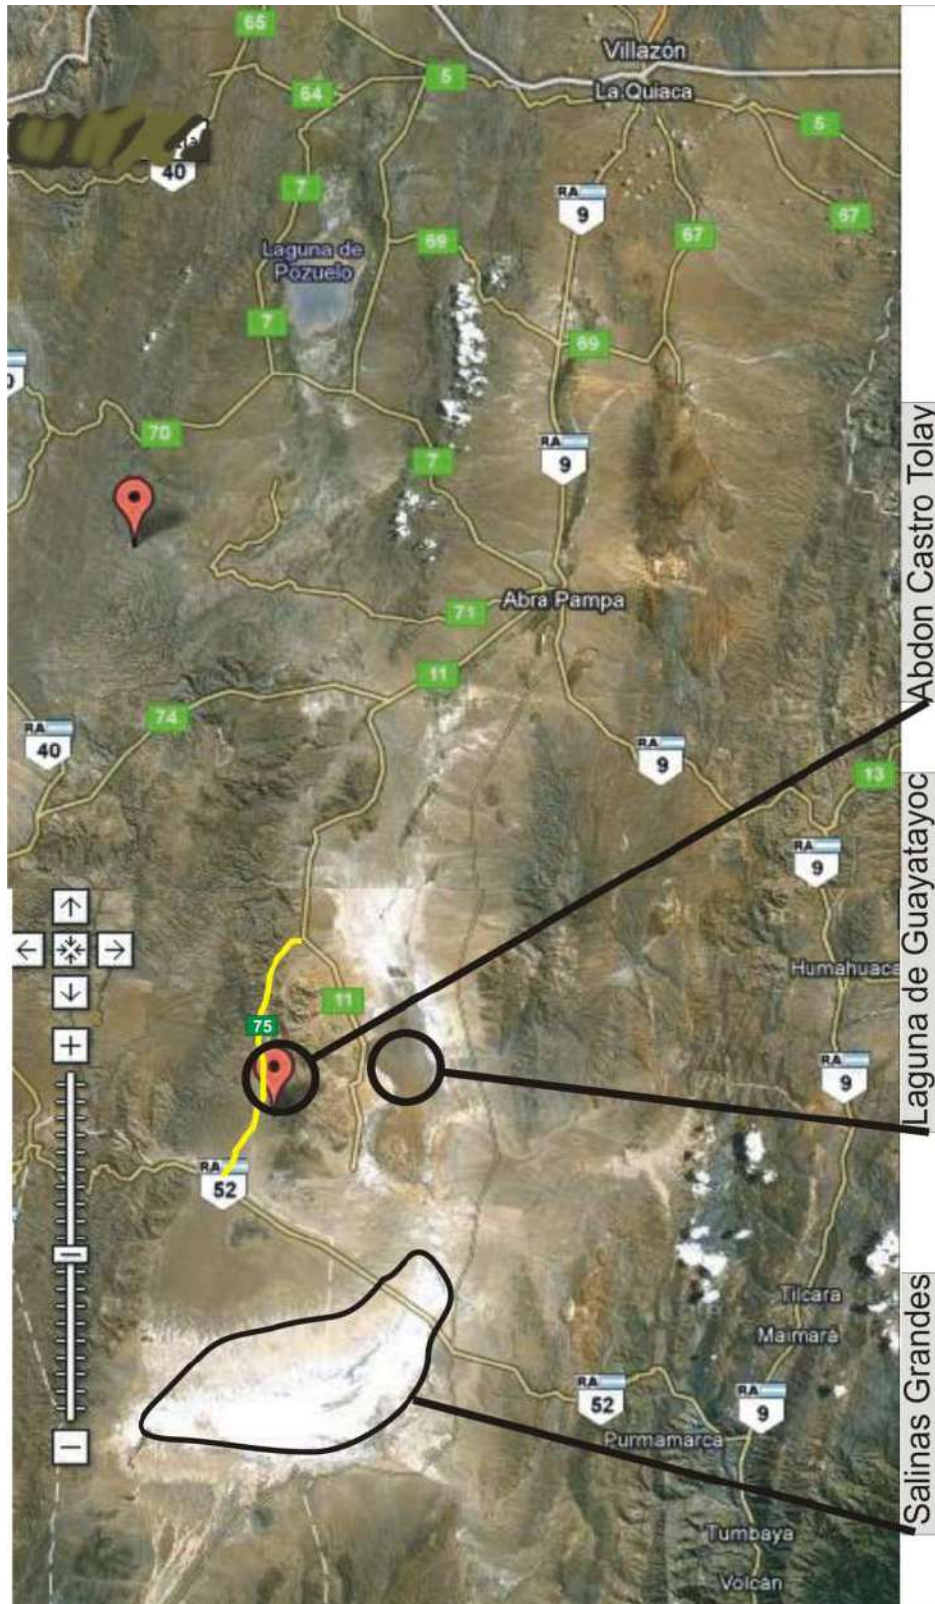 65
Villazón
5
64
La Quiaca
5
40
7
RA
9
67
67
69
Laguna de
Pozuelo
7
69
70
RA
9
7
Abra Pampa
71
11
74
RA
40
RA
9
13
RA
9
Humahuaca
11
75
RA
9
RA
52
Tilcara
Maimará
RA
52
RA
9
Purmamarca
Tumbaya
Volcán
Abdon Castro Tolay
Laguna de Guayatayoc
Salinas Grandes